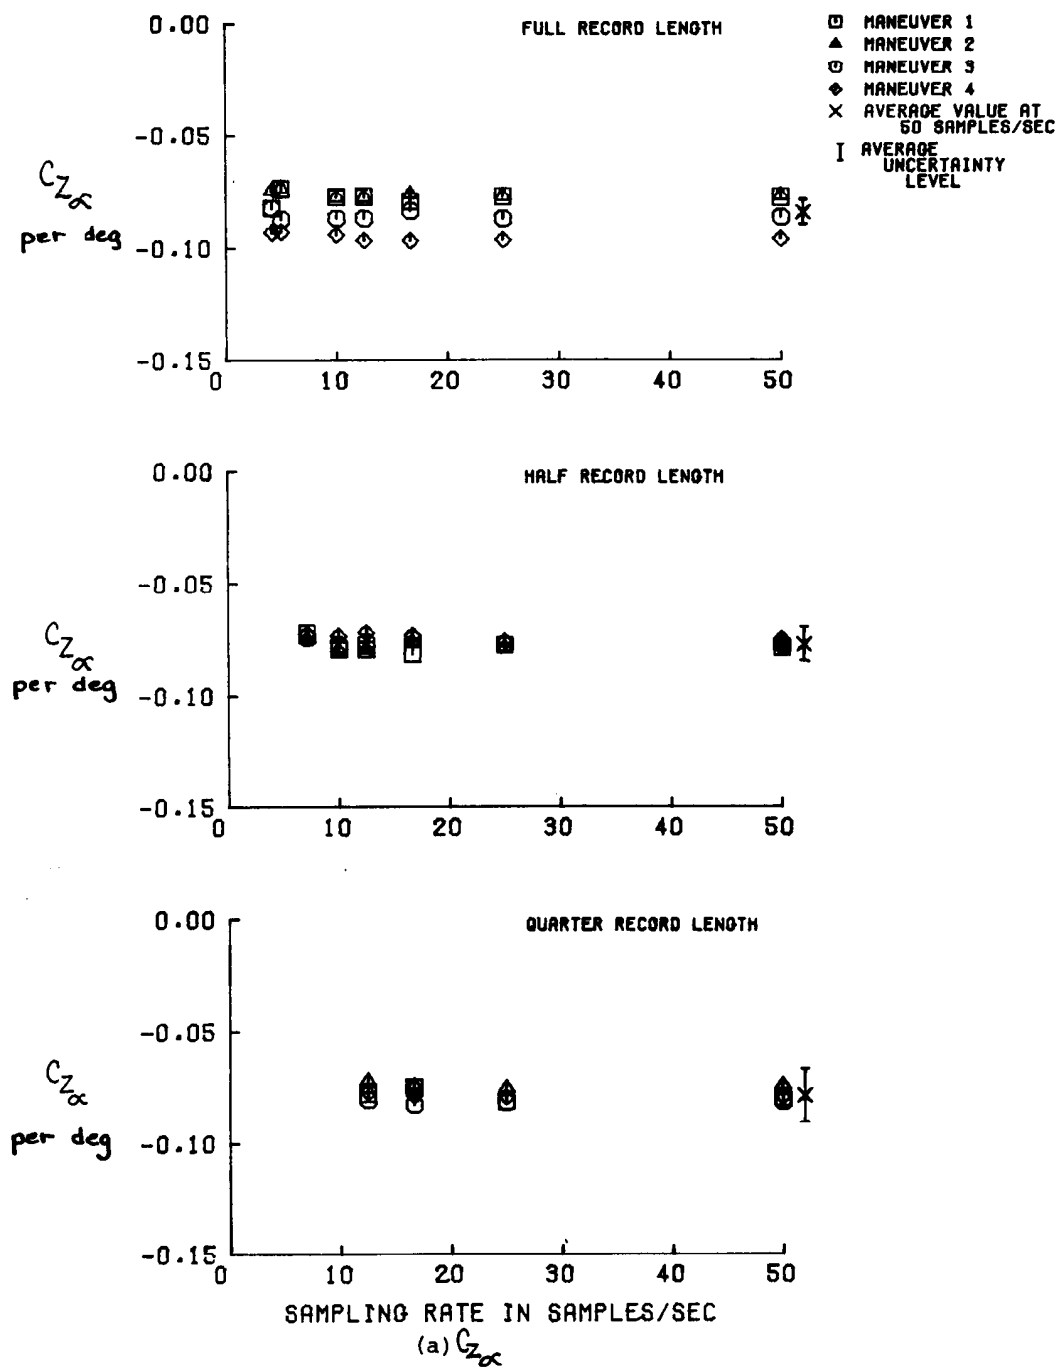 FULL RECORD LENGTH
MANEUVER 1
MANEUVER 2
MANEUVER 3
MANEUVER 4
AVERAGE VALUE AT
50 SAMPLES/SEC
AVERAGE
UNCERTAINTY
LEVEL
0.00
-0.05
-0.10
-0.15
CZα
per deg
0 10 20 30 40 50
HALF RECORD LENGTH
0.00
-0.05
-0.10
-0.15
CZα
per deg
0 10 20 30 40 50
QUARTER RECORD LENGTH
0.00
-0.05
-0.10
-0.15
CZα
per deg
0 10 20 30 40 50
SAMPLING RATE IN SAMPLES/SEC
(a) CZα